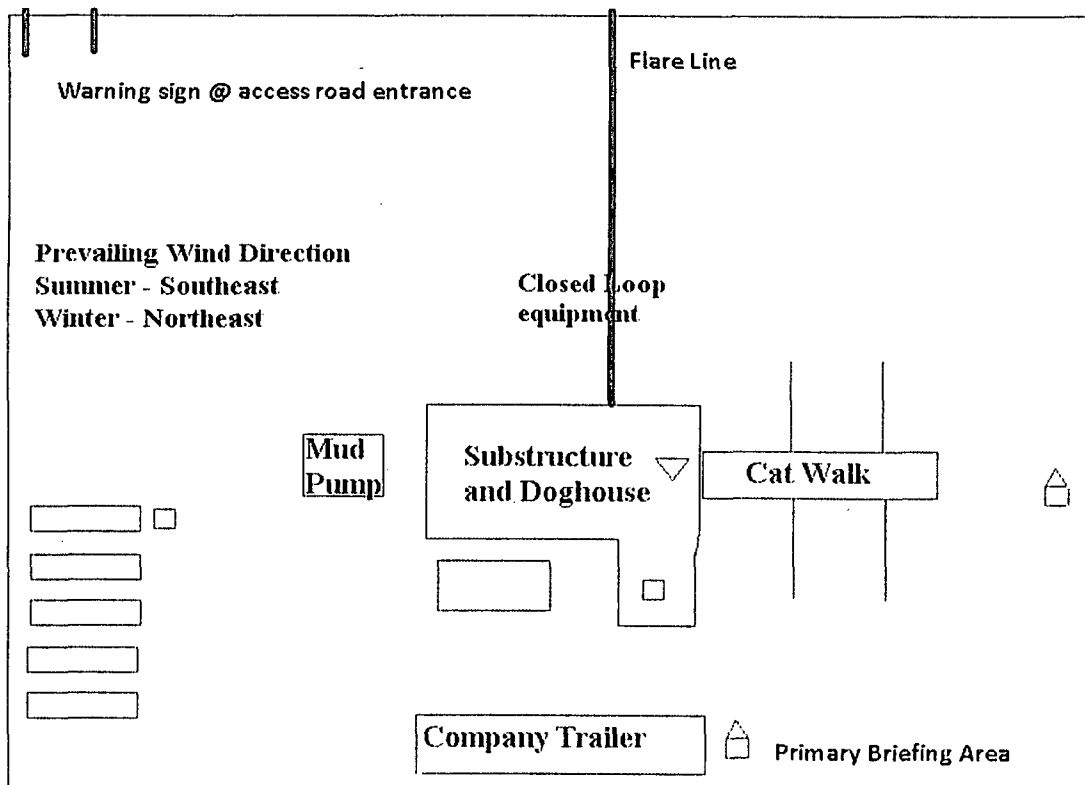 Flare Line
Warning sign @ access road entrance
Prevailing Wind Direction
Summer - Southeast
Winter - Northeast
Closed Loop
equipment
Mud
Pump
Substructure
and Doghouse
Cat Walk
Company Trailer
Primary Briefing Area